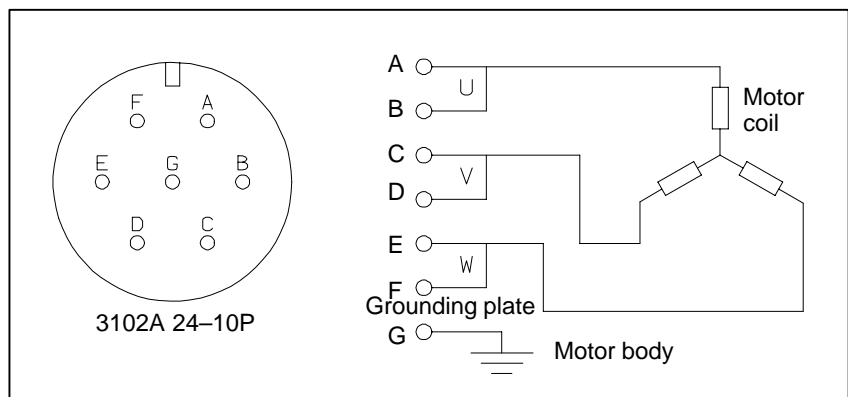 F A
E G B
D C
3102A 24–10P
A
U
B
C
V
D
E
W
F
Grounding plate
G
Motor
coil
Motor body